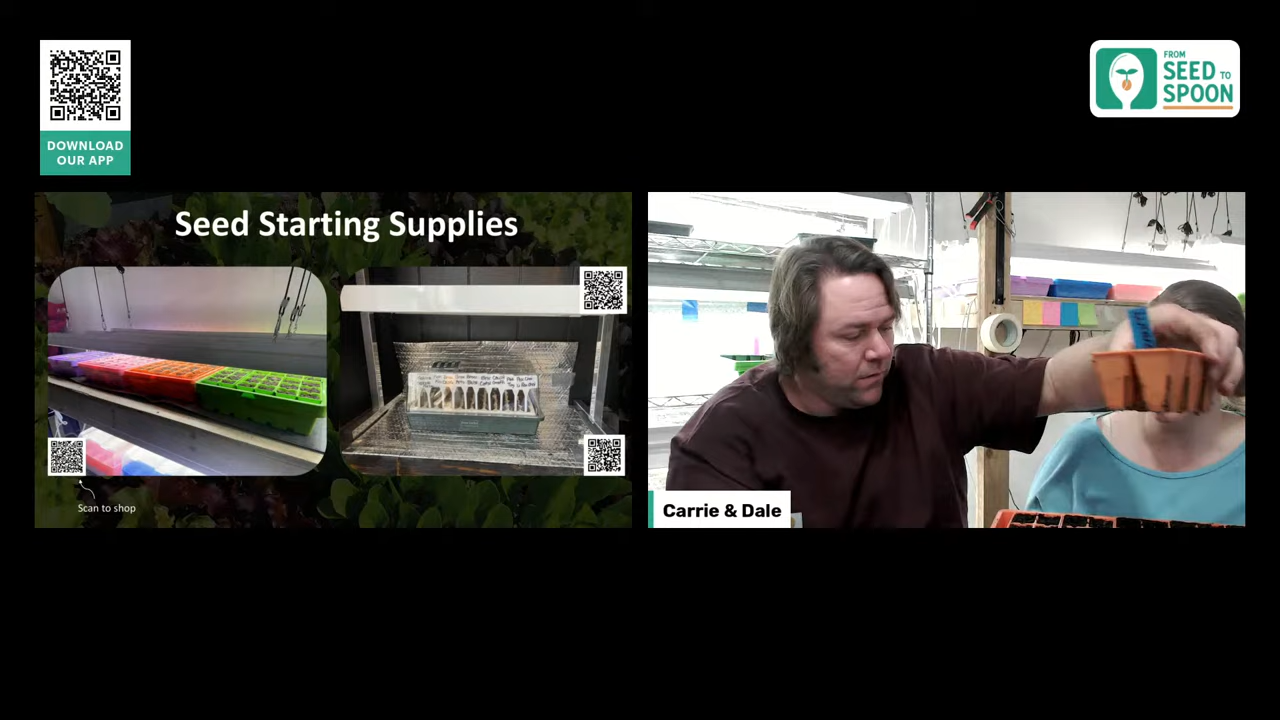 DOWNLOAD
OUR APP
FROM
SEED TO
SPOON
Seed Starting Supplies
Scan to shop
Carrie & Dale